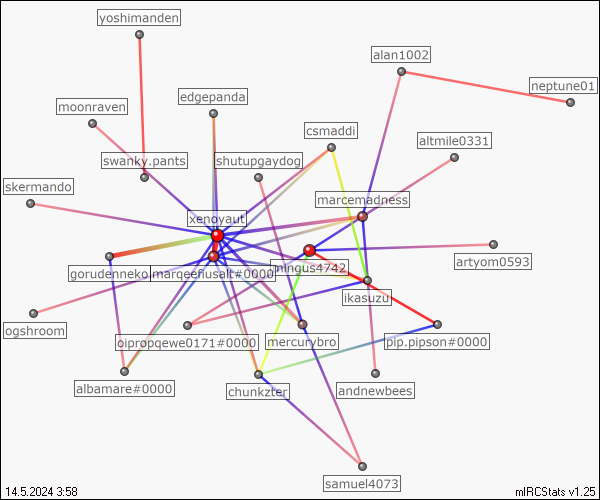 yoshimanden
alan1002
neptune01
edgepanda
moonraven
csmaddi
altmile0331
swanky.pants
shutupgaydog
skermando
marcemadness
xenoyaut
artyom0593
gorudenneko
marqeefiusalt#0000
mingus4742
ikasuzu
ogshroom
oipropqewe0171#0000
mercurybro
pip.pipson#0000
albamare#0000
chunkzter
andnewbees
samuel4073
14.5.2024 3:58
mIRCStats v1.25